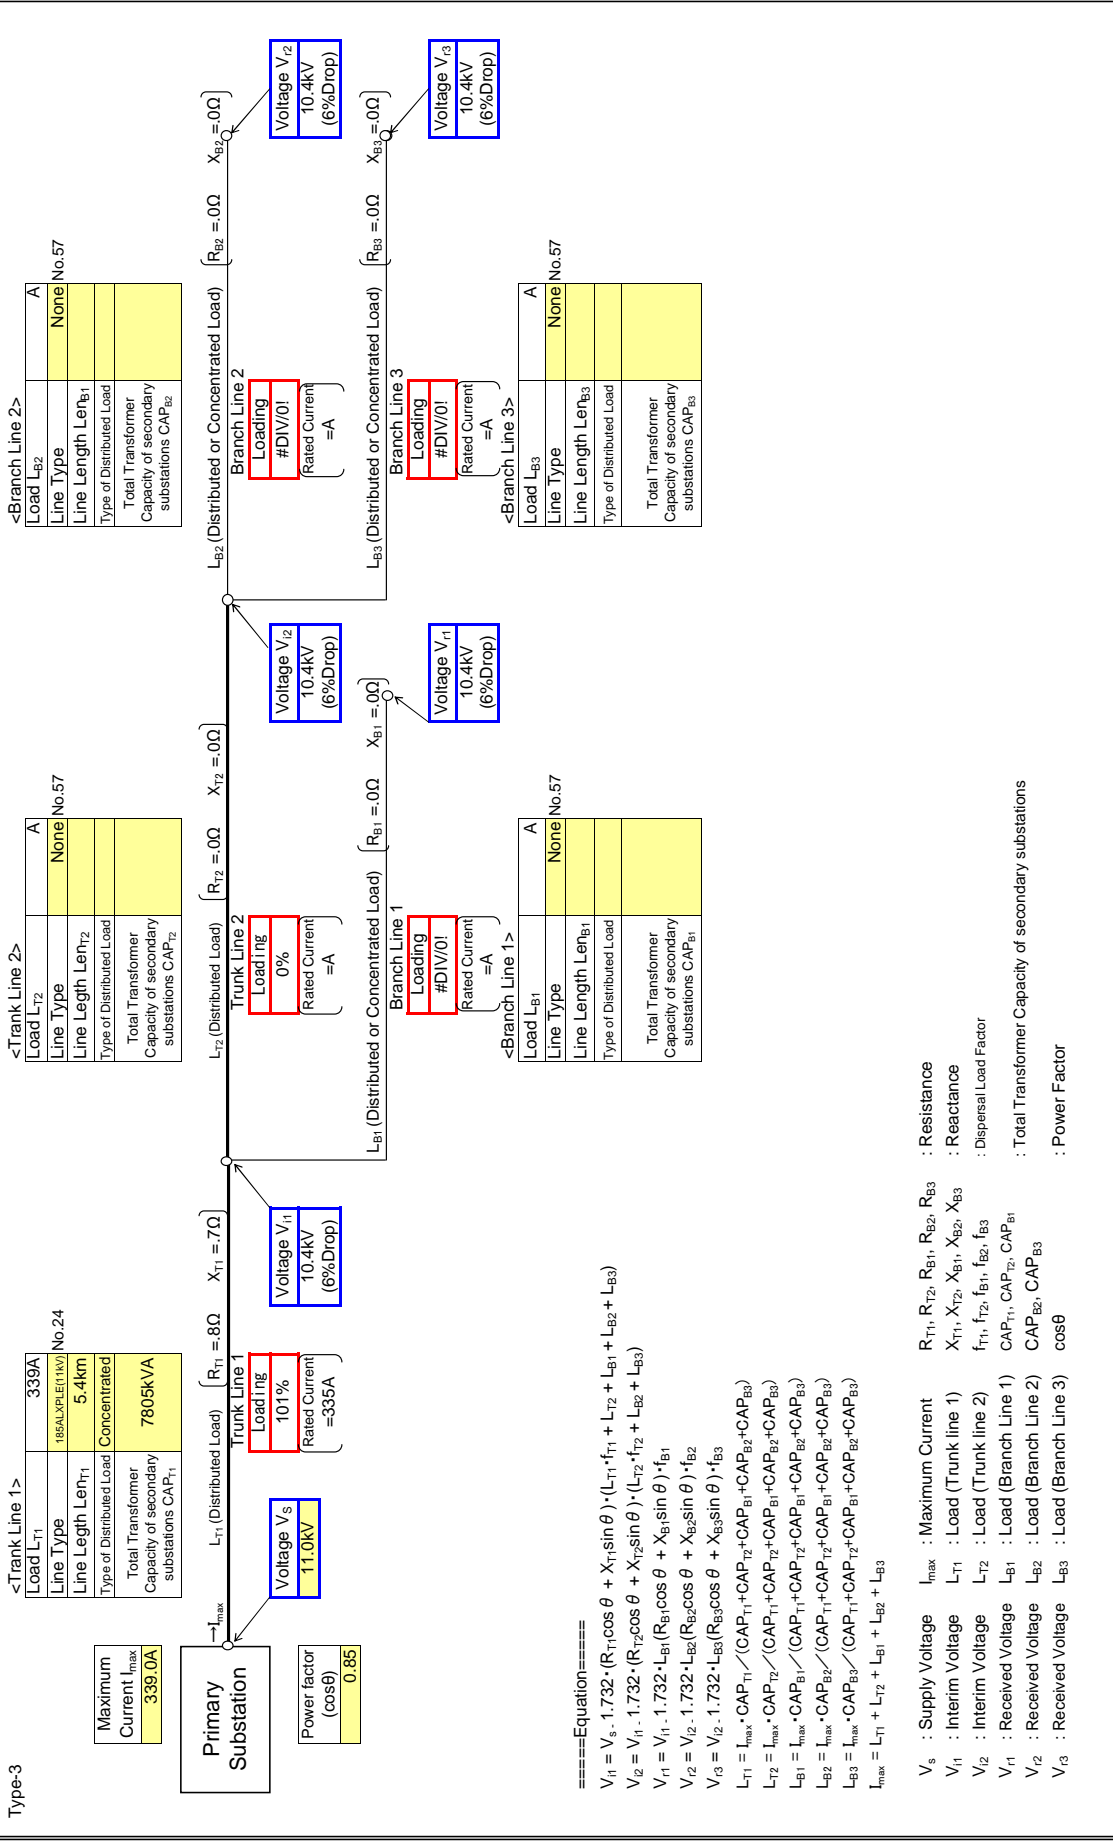 Type-3
Maximum
Current Imax
339.0A
Primary
Substation
Power factor
(cosθ)
0.85
→Imax
Voltage VS
11.0kV
<Trank Line 1>
Load LT1 339A
Line Type 185ALXPLE(11kV) No.24
Line Length LenT1 5.4km
Type of Distributed Load Concentrated
Total Transformer
Capacity of secondary
substations CAPT1
7805kVA
LT1 (Distributed Load) RT1 =.8Ω XT1 =.7Ω
Trunk Line 1
Loading
101%
Rated Current
=335A
Voltage Vi1
10.4kV
(6%Drop)
<Trank Line 2>
Load LT2 A
Line Type None No.57
Line Legth LenT2
Type of Distributed Load
Total Transformer
Capacity of secondary
substations CAPT2
LT2 (Distributed Load) RT2 =.0Ω XT2 =.0Ω
Trunk Line 2
Loading
0%
Rated Current
=A
Voltage Vi2
10.4kV
(6%Drop)
LB1 (Distributed or Concentrated Load) RB1 =.0Ω XB1 =.0Ω
Branch Line 1
Loading
#DIV/0!
Rated Current
=A
Voltage Vr1
10.4kV
(6%Drop)
<Branch Line 1>
Load LB1 A
Line Type None No.57
Line Length LenB1
Type of Distributed Load
Total Transformer
Capacity of secondary
substations CAPB1
<Branch Line 2>
Load LB2 A
Line Type None No.57
Line Length LenB1
Type of Distributed Load
Total Transformer
Capacity of secondary
substations CAPB2
LB2 (Distributed or Concentrated Load) RB2 =.0Ω XB2 =.0Ω
Branch Line 2
Loading
#DIV/0!
Rated Current
=A
Voltage Vr2
10.4kV
(6%Drop)
LB3 (Distributed or Concentrated Load) RB3 =.0Ω XB3 =.0Ω
Branch Line 3
Loading
#DIV/0!
Rated Current
=A
Voltage Vr3
10.4kV
(6%Drop)
<Branch Line 3>
Load LB3 A
Line Type None No.57
Line Length LenB3
Type of Distributed Load
Total Transformer
Capacity of secondary
substations CAPB3
=====Equation=====
Vi1 = VS - 1.732・(RT1cosθ + XT1sinθ)・(LT1・fT1 + LT2 + LB1 + LB2 + LB3)
Vi2 = Vi1 - 1.732・(RT2cosθ + XT2sinθ)・(LT2・fT2 + LB2 + LB3)
Vr1 = Vi1 - 1.732・LB1(RB1cosθ + XB1sinθ)・fB1
Vr2 = Vi2 - 1.732・LB2(RB2cosθ + XB2sinθ)・fB2
Vr3 = Vi2 - 1.732・LB3(RB3cosθ + XB3sinθ)・fB3
LT1 = Imax・CAPT1／(CAPT1+CAPT2+CAPB1+CAPB2+CAPB3)
LT2 = Imax・CAPT2／(CAPT1+CAPT2+CAPB1+CAPB2+CAPB3)
LB1 = Imax・CAPB1／(CAPT1+CAPT2+CAPB1+CAPB2+CAPB3)
LB2 = Imax・CAPB2／(CAPT1+CAPT2+CAPB1+CAPB2+CAPB3)
LB3 = Imax・CAPB3／(CAPT1+CAPT2+CAPB1+CAPB2+CAPB3)
Imax = LT1 + LT2 + LB1 + LB2 + LB3
Vs : Supply Voltage Imax : Maximum Current RT1, RT2, RB1, RB2, RB3 : Resistance
Vi1 : Interim Voltage LT1 : Load (Trunk line 1) XT1, XT2, XB1, XB2, XB3 : Reactance
Vi2 : Interim Voltage LT2 : Load (Trunk line 2) fT1, fT2, fB1, fB2, fB3 : Dispersal Load Factor
Vr1 : Received Voltage LB1 : Load (Branch Line 1) CAPT1, CAPT2, CAPB1
Vr2 : Received Voltage LB2 : Load (Branch Line 2) CAPB2, CAPB3 : Total Transformer Capacity of secondary substations
Vr3 : Received Voltage LB3 : Load (Branch Line 3) cosθ : Power Factor